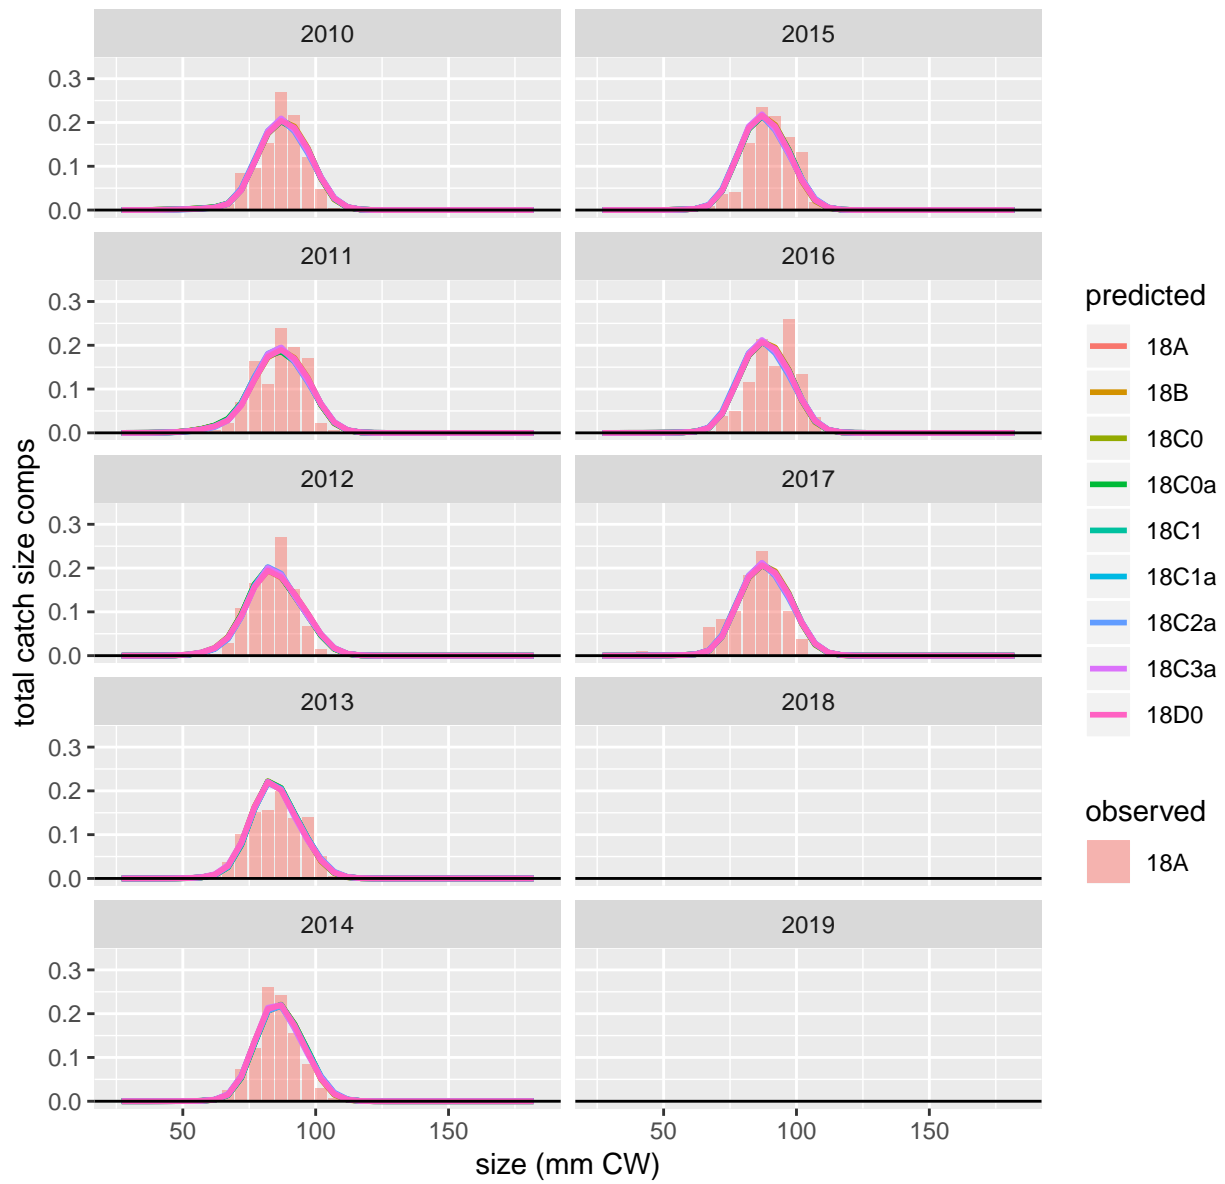 2010
2015
0.3
0.2
0.1
0.0
2011
2016
0.3
0.2
0.1
0.0
2012
2017
0.3
0.2
0.1
0.0
2013
2018
0.3
0.2
0.1
0.0
2014
2019
0.3
0.2
0.1
0.0
50 100 150
50 100 150
size (mm CW)
total catch size comps
predicted
18A
18B
18C0
18C0a
18C1
18C1a
18C2a
18C3a
18D0
observed
18A